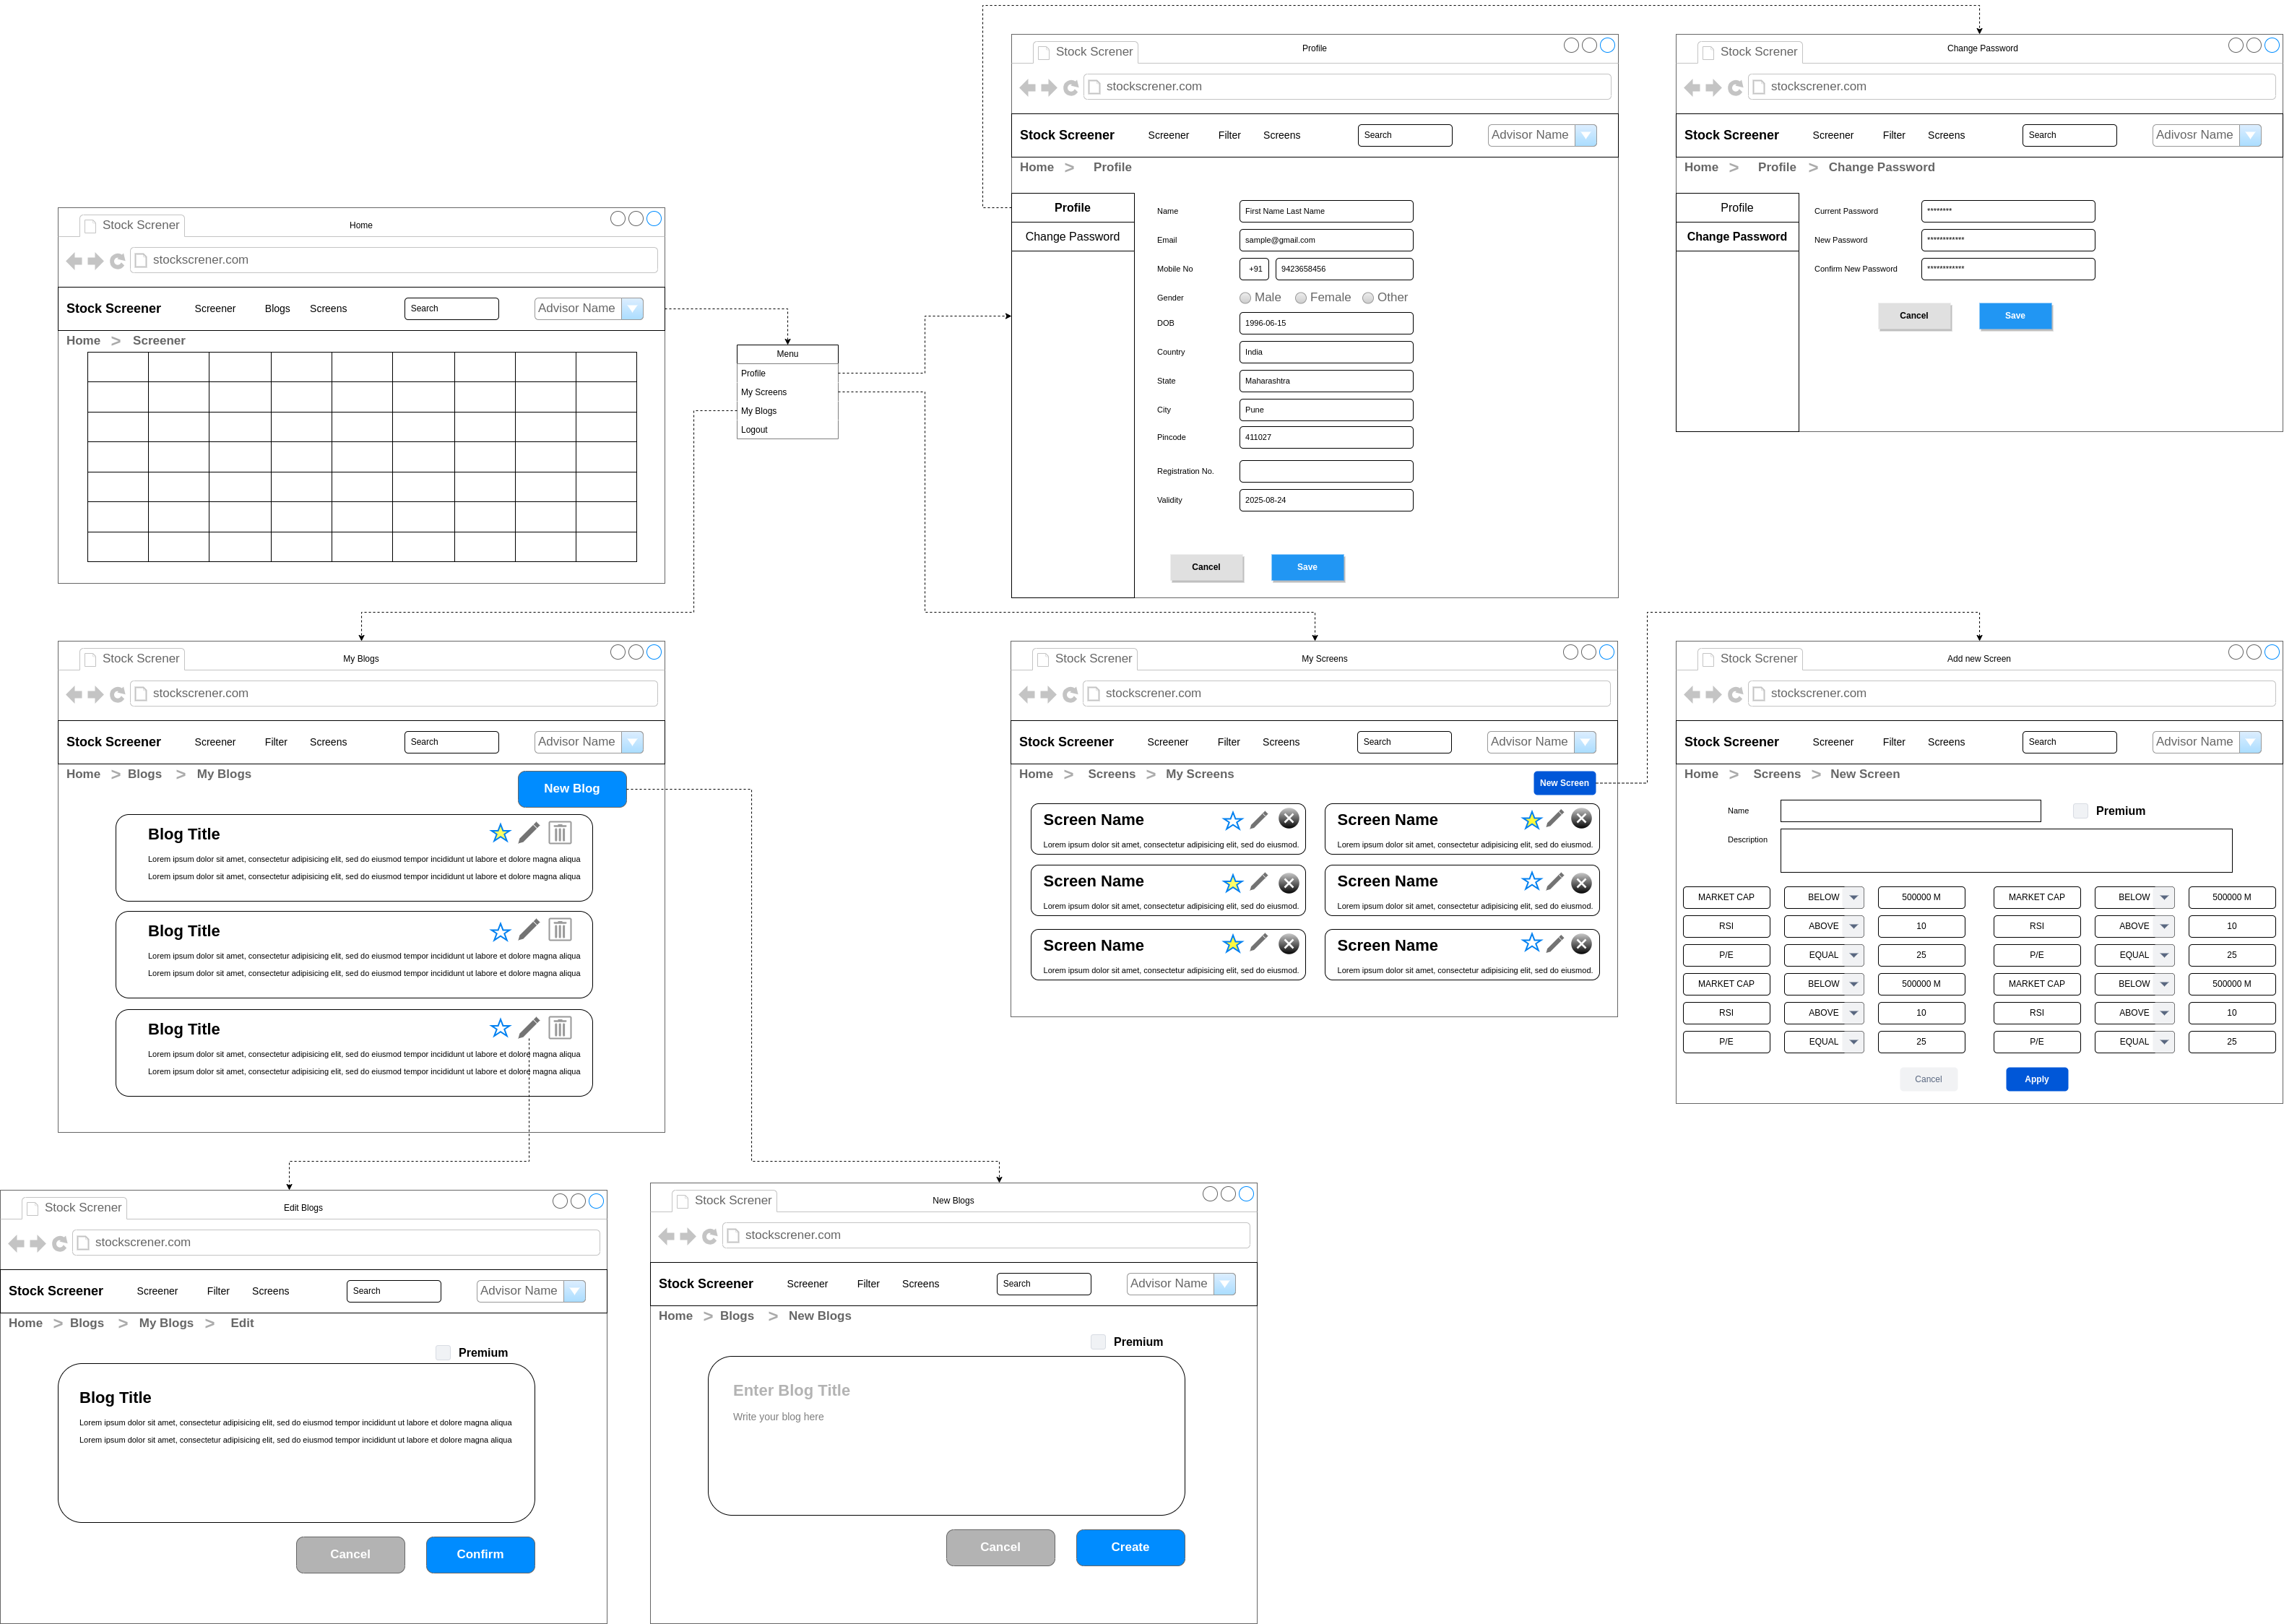 Stock Screner
Home
stockscrener.com
Stock Screener Screener Blogs Screens Search Advisor Name
Home > Screener
Menu
Profile
My Screens
My Blogs
Logout
Stock Screner
Profile
stockscrener.com
Stock Screener Screener Filter Screens Search Advisor Name
Home > Profile
Profile
Change Password
Name First Name Last Name
Email sample@gmail.com
Mobile No +91 9423658456
Gender Male Female Other
DOB 1996-06-15
Country India
State Maharashtra
City Pune
Pincode 411027
Registration No.
Validity 2025-08-24
Cancel Save
Stock Screner
Change Password
stockscrener.com
Stock Screener Screener Filter Screens Search Adivosr Name
Home > Profile > Change Password
Profile
Change Password
Current Password ********
New Password ************
Confirm New Password ************
Cancel Save
Stock Screner
My Blogs
stockscrener.com
Stock Screener Screener Filter Screens Search Advisor Name
Home > Blogs > My Blogs
New Blog
Blog Title
Lorem ipsum dolor sit amet, consectetur adipisicing elit, sed do eiusmod tempor incididunt ut labore et dolore magna aliqua
Lorem ipsum dolor sit amet, consectetur adipisicing elit, sed do eiusmod tempor incididunt ut labore et dolore magna aliqua
Blog Title
Lorem ipsum dolor sit amet, consectetur adipisicing elit, sed do eiusmod tempor incididunt ut labore et dolore magna aliqua
Lorem ipsum dolor sit amet, consectetur adipisicing elit, sed do eiusmod tempor incididunt ut labore et dolore magna aliqua
Blog Title
Lorem ipsum dolor sit amet, consectetur adipisicing elit, sed do eiusmod tempor incididunt ut labore et dolore magna aliqua
Lorem ipsum dolor sit amet, consectetur adipisicing elit, sed do eiusmod tempor incididunt ut labore et dolore magna aliqua
Stock Screner
My Screens
stockscrener.com
Stock Screener Screener Filter Screens Search Advisor Name
Home > Screens > My Screens
New Screen
Screen Name
Lorem ipsum dolor sit amet, consectetur adipisicing elit, sed do eiusmod.
Screen Name
Lorem ipsum dolor sit amet, consectetur adipisicing elit, sed do eiusmod.
Screen Name
Lorem ipsum dolor sit amet, consectetur adipisicing elit, sed do eiusmod.
Screen Name
Lorem ipsum dolor sit amet, consectetur adipisicing elit, sed do eiusmod.
Screen Name
Lorem ipsum dolor sit amet, consectetur adipisicing elit, sed do eiusmod.
Screen Name
Lorem ipsum dolor sit amet, consectetur adipisicing elit, sed do eiusmod.
Stock Screner
Add new Screen
stockscrener.com
Stock Screener Screener Filter Screens Search Advisor Name
Home > Screens > New Screen
Name
Premium
Description
MARKET CAP BELOW 500000 M MARKET CAP BELOW 500000 M
RSI ABOVE 10 RSI ABOVE 10
P/E EQUAL 25 P/E EQUAL 25
MARKET CAP BELOW 500000 M MARKET CAP BELOW 500000 M
RSI ABOVE 10 RSI ABOVE 10
P/E EQUAL 25 P/E EQUAL 25
Cancel Apply
Stock Screner
Edit Blogs
stockscrener.com
Stock Screener Screener Filter Screens Search Advisor Name
Home > Blogs > My Blogs > Edit
Premium
Blog Title
Lorem ipsum dolor sit amet, consectetur adipisicing elit, sed do eiusmod tempor incididunt ut labore et dolore magna aliqua
Lorem ipsum dolor sit amet, consectetur adipisicing elit, sed do eiusmod tempor incididunt ut labore et dolore magna aliqua
Cancel Confirm
Stock Screner
New Blogs
stockscrener.com
Stock Screener Screener Filter Screens Search Advisor Name
Home > Blogs > New Blogs
Premium
Enter Blog Title
Write your blog here
Cancel Create